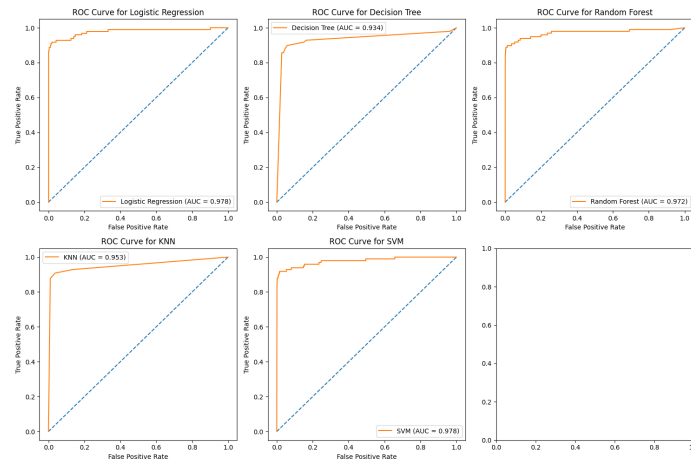 ROC Curve for Logistic Regression
True Positive Rate
1.0
0.8
0.6
0.4
0.2
0.0
Logistic Regression (AUC = 0.978)
0.0 0.2 0.4 0.6 0.8 1.0
False Positive Rate
ROC Curve for Decision Tree
True Positive Rate
1.0
0.8
0.6
0.4
0.2
0.0
Decision Tree (AUC = 0.934)
0.0 0.2 0.4 0.6 0.8 1.0
False Positive Rate
ROC Curve for Random Forest
True Positive Rate
1.0
0.8
0.6
0.4
0.2
0.0
Random Forest (AUC = 0.972)
0.0 0.2 0.4 0.6 0.8 1.0
False Positive Rate
ROC Curve for KNN
True Positive Rate
1.0
0.8
0.6
0.4
0.2
0.0
KNN (AUC = 0.953)
0.0 0.2 0.4 0.6 0.8 1.0
False Positive Rate
ROC Curve for SVM
True Positive Rate
1.0
0.8
0.6
0.4
0.2
0.0
SVM (AUC = 0.978)
0.0 0.2 0.4 0.6 0.8 1.0
False Positive Rate
1.0
0.8
0.6
0.4
0.2
0.0
0.0 0.2 0.4 0.6 0.8